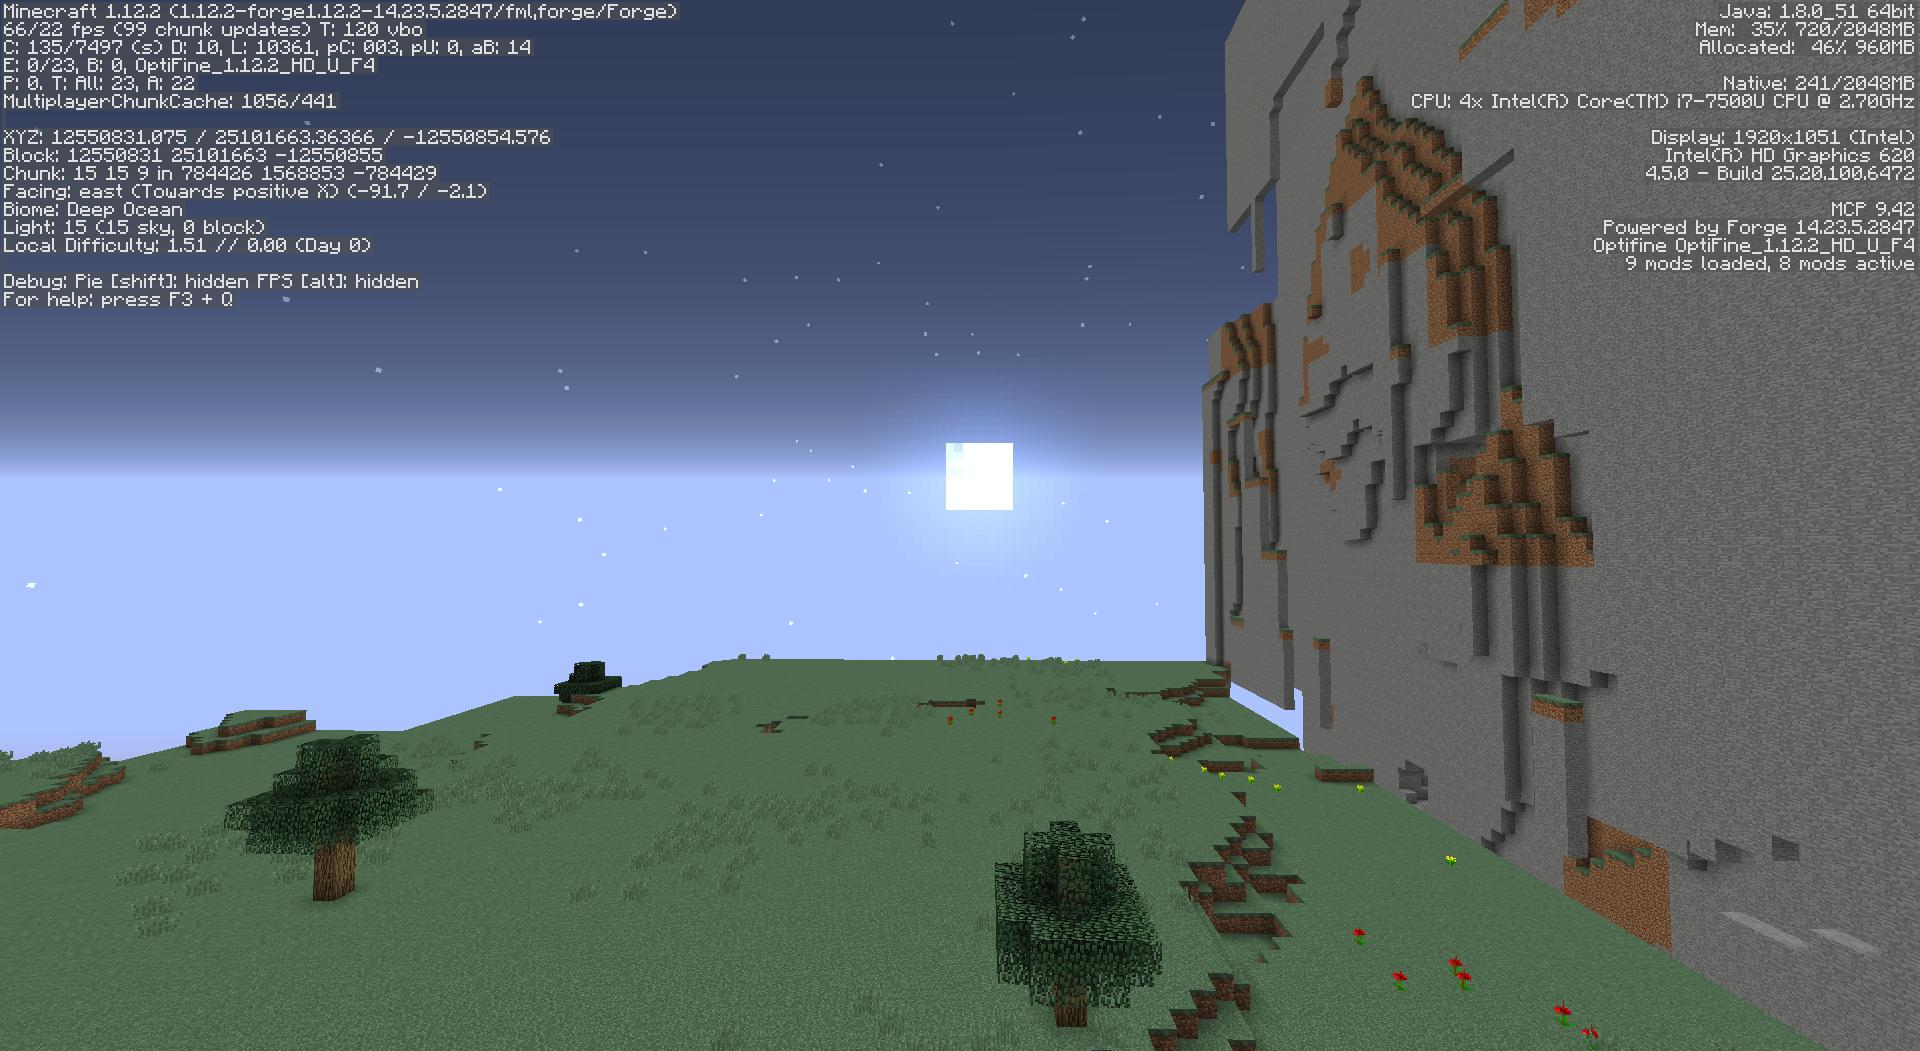 Minecraft 1.12.2 (1.12.2-forge1.12.2-14.23.5.2847/fml,forge/Forge)
66/22 fps (99 chunk updates) T: 120 vbo
C: 135/7497 (s) D: 10, L: 10361, pC: 003, pU: 0, aB: 14
E: 0/23, B: 0, OptiFine_1.12.2_HD_U_F4
P: 0. T: All: 23, A: 22
MultiplayerChunkCache: 1056/441
XYZ: 12550831.075 / 25101663.36366 / -12550854.576
Block: 12550831 25101663 -12550855
Chunk: 15 15 9 in 784426 1568853 -784429
Facing: east (Towards positive X) (-91.7 / -2.1)
Biome: Deep Ocean
Light: 15 (15 sky, 0 block)
Local Difficulty: 1.51 // 0.00 (Day 0)
Debug: Pie [shift]: hidden FPS [alt]: hidden
For help: press F3 + Q
Java: 1.8.0_51 64bit
Mem: 35% 720/2048MB
Allocated: 46% 960MB
Native: 241/2048MB
CPU: 4x Intel(R) Core(TM) i7-7500U CPU @ 2.70GHz
Display: 1920x1051 (Intel)
Intel(R) HD Graphics 620
4.5.0 - Build 25.20.100.6472
MCP 9.42
Powered by Forge 14.23.5.2847
Optifine OptiFine_1.12.2_HD_U_F4
9 mods loaded, 8 mods active